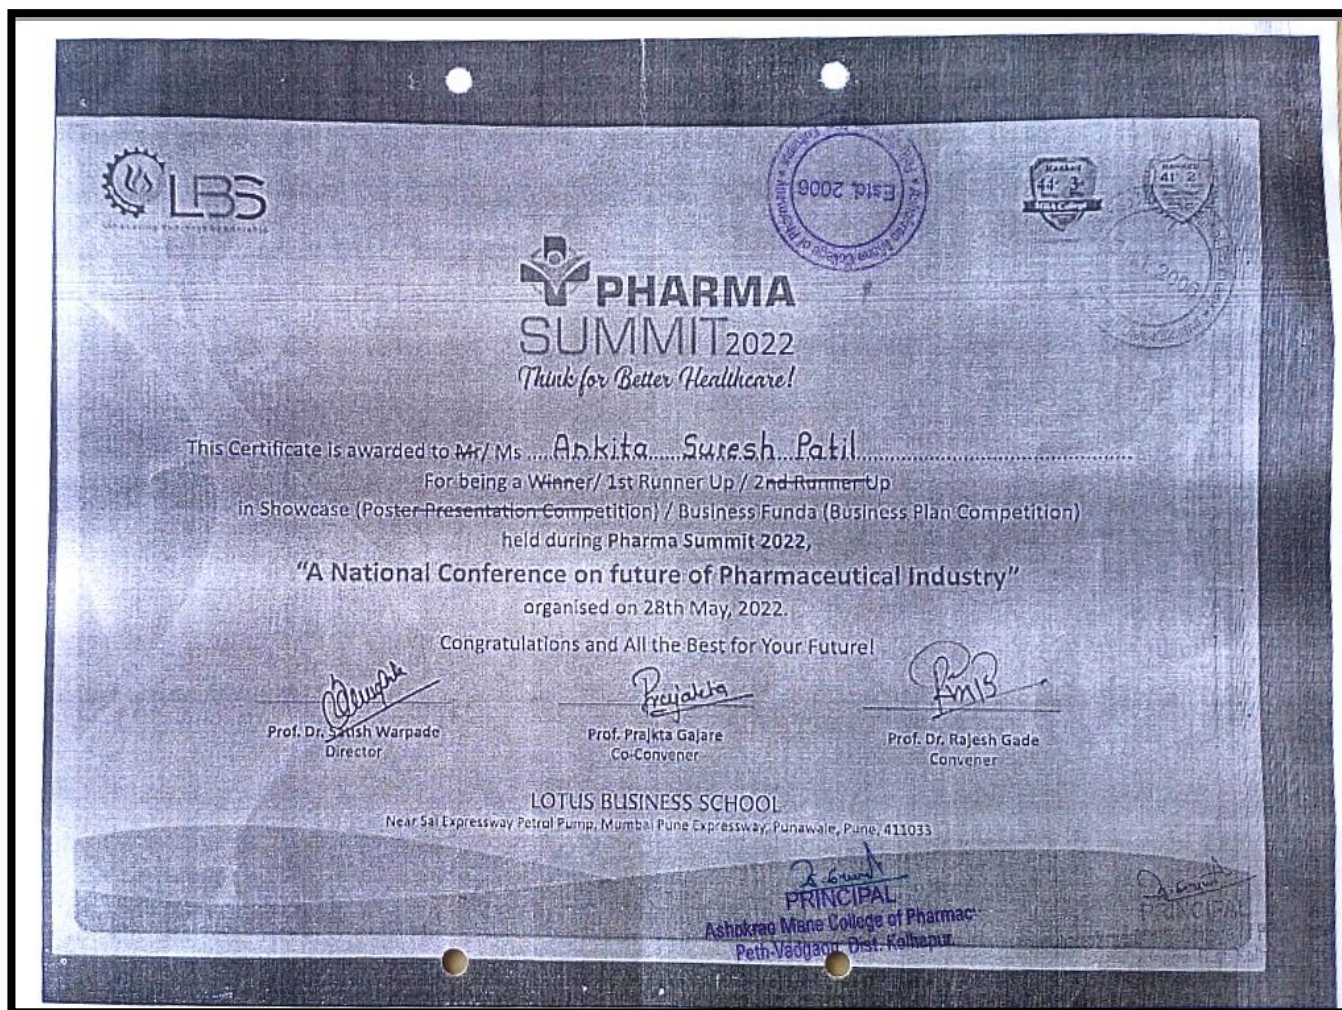 LBS
Estd. 2006
PHARMA
SUMMIT 2022
Think for Better Healthcare!
This Certificate is awarded to Mr/ Ms .... Ankita ..... Suresh Patil
For being a Winner/ 1st Runner Up / 2nd Runner Up
in Showcase (Poster Presentation Competition) / Business Funda (Business Plan Competition)
held during Pharma Summit 2022,
“A National Conference on future of Pharmaceutical Industry”
organised on 28th May, 2022.
Congratulations and All the Best for Your Future!
Prajakta
Prof. Dr. Satish Warpade
Director
Prof. Prajkta Gajare
Co-Convener
Prof. Dr. Rajesh Gade
Convener
LOTUS BUSINESS SCHOOL
Near Sai Expressway Petrol Pump, Mumbai Pune Expressway, Punawale, Pune, 411033
PRINCIPAL
Ashokrao Mane College of Pharmac
Peth-Vadgaon, Dist. Kolhapur.
PRINCIPAL